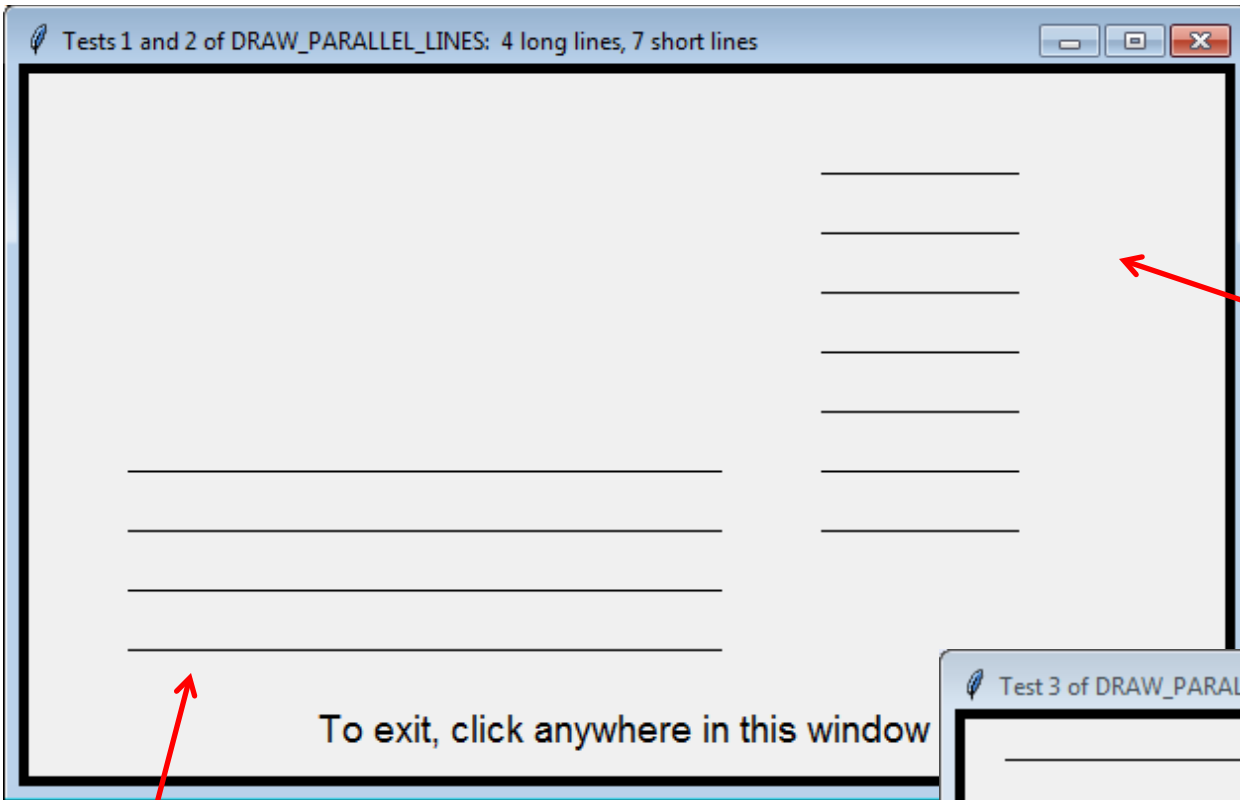 Tests 1 and 2 of DRAW_PARALLEL_LINES: 4 long lines, 7 short lines
To exit, click anywhere in this window
Test 3 of DRAW_PARAL